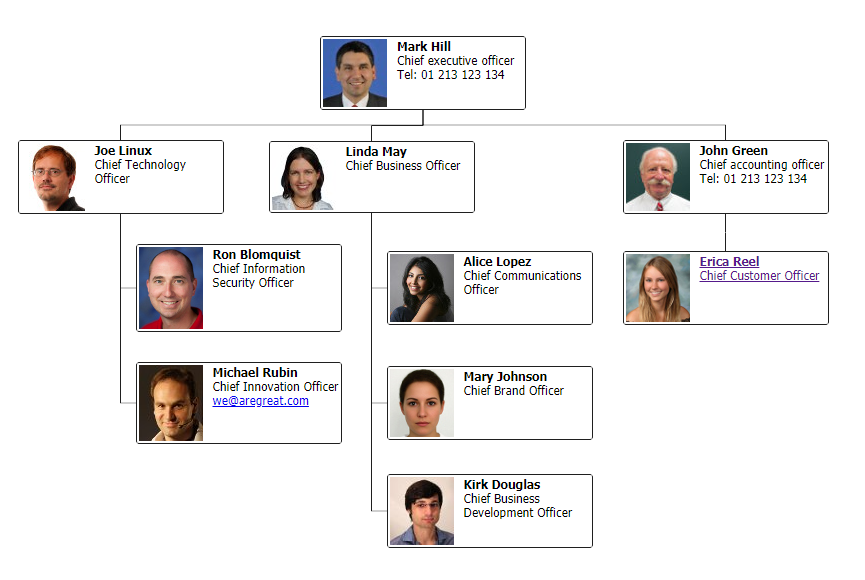 Mark Hill
Chief executive officer
Tel: 01 213 123 134
Joe Linux
Chief Technology
Officer
Linda May
Chief Business Officer
John Green
Chief accounting officer
Tel: 01 213 123 134
Ron Blomquist
Chief Information
Security Officer
Alice Lopez
Chief Communications
Officer
Erica Reel
Chief Customer Officer
Michael Rubin
Chief Innovation Officer
we@aregreat.com
Mary Johnson
Chief Brand Officer
Kirk Douglas
Chief Business
Development Officer